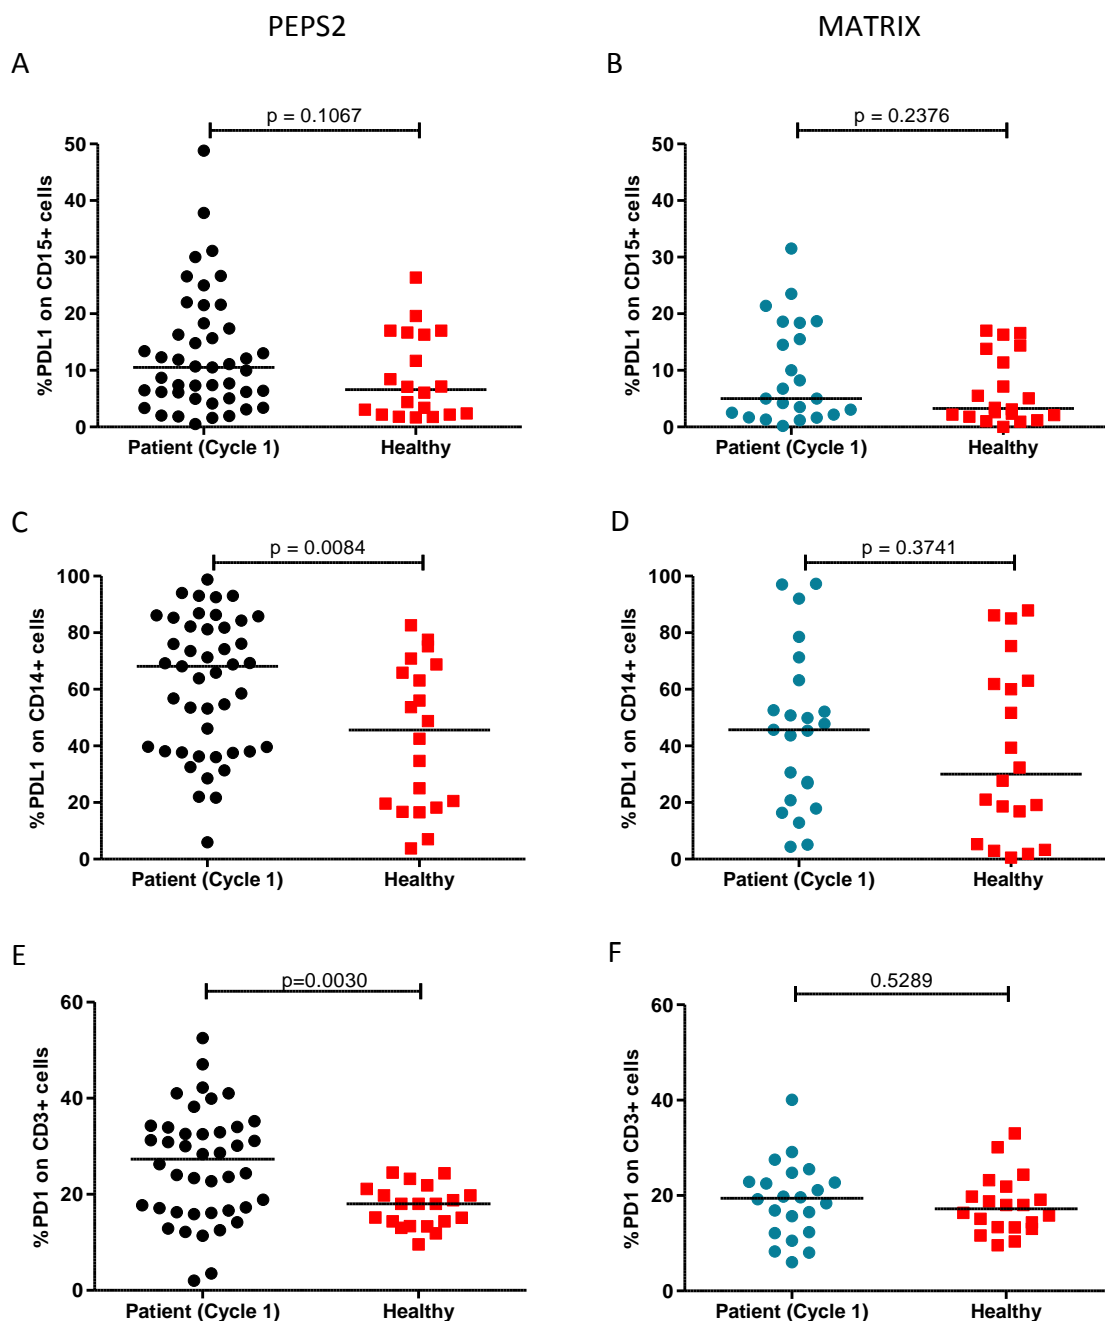 PEPS2
MATRIX
A
p = 0.1067
%PDL1 on CD15+ cells
50
40
30
20
10
0
Patient (Cycle 1)
Healthy
B
p = 0.2376
%PDL1 on CD15+ cells
50
40
30
20
10
0
Patient (Cycle 1)
Healthy
C
p = 0.0084
%PDL1 on CD14+ cells
100
80
60
40
20
0
Patient (Cycle 1)
Healthy
D
p = 0.3741
%PDL1 on CD14+ cells
100
80
60
40
20
0
Patient (Cycle 1)
Healthy
E
p=0.0030
%PD1 on CD3+ cells
60
40
20
0
Patient (Cycle 1)
Healthy
F
0.5289
%PD1 on CD3+ cells
60
40
20
0
Patient (Cycle 1)
Healthy